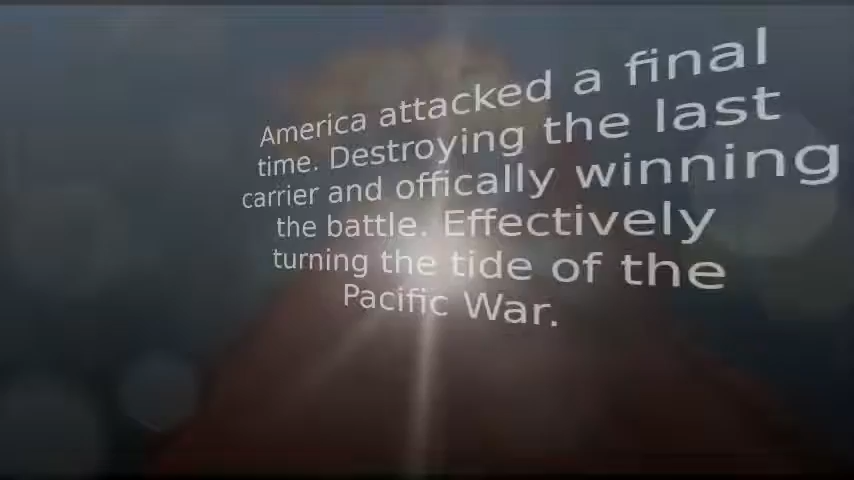 America attacked a final
time. Destroying the last
carrier and offically winning
the battle. Effectively
turning the tide of the
Pacific War.